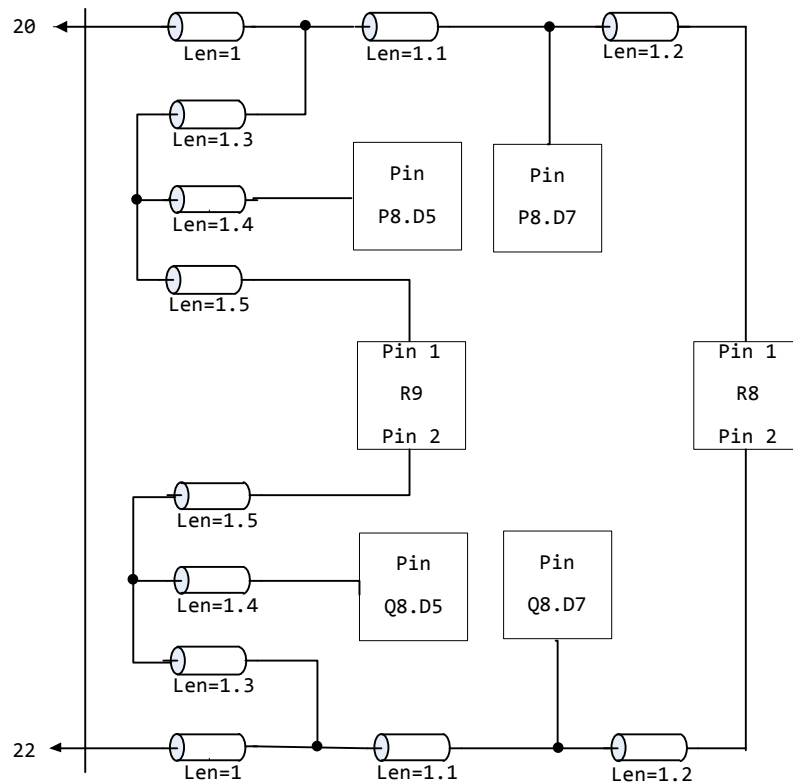 20
Len=1
Len=1.1
Len=1.2
Len=1.3
Pin
P8.D5
Pin
P8.D7
Len=1.4
Len=1.5
Pin 1
R9
Pin 2
Pin 1
R8
Pin 2
Len=1.5
Pin
Q8.D5
Pin
Q8.D7
Len=1.4
Len=1.3
22
Len=1
Len=1.1
Len=1.2